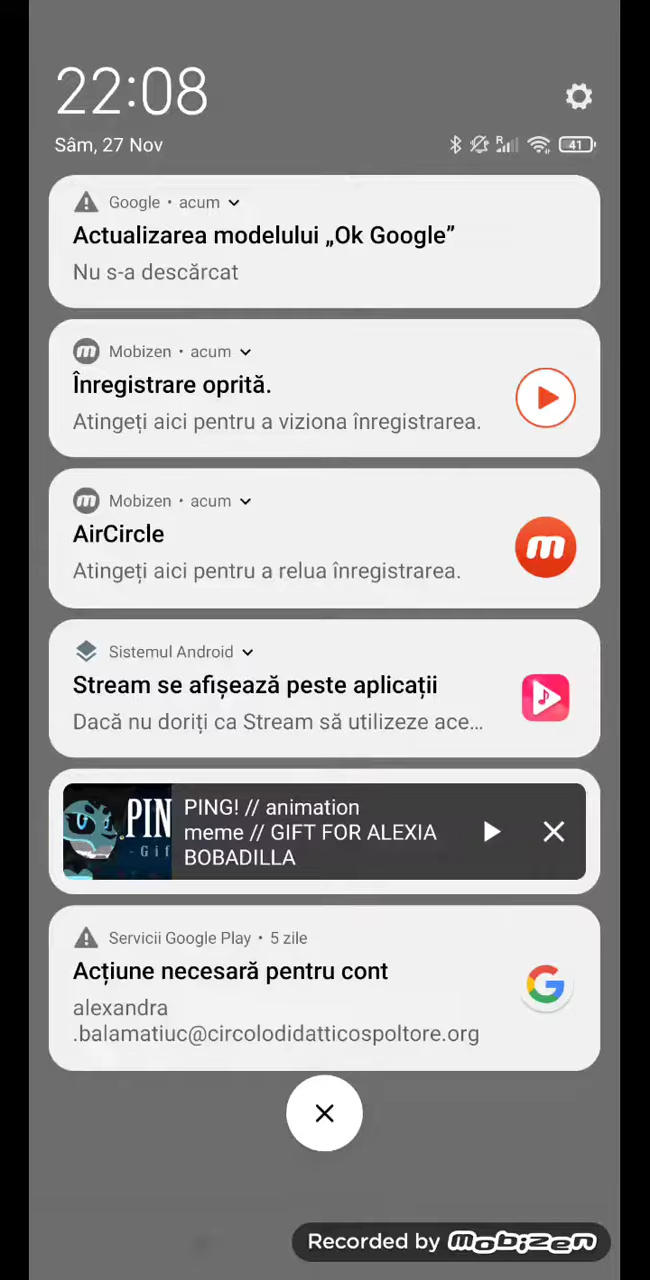 22:08
Sâm, 27 Nov
R
41
Google • acum
Actualizarea modelului „Ok Google”
Nu s-a descărcat
Mobizen • acum
Înregistrare oprită.
Atingeți aici pentru a viziona înregistrarea.
Mobizen • acum
AirCircle
Atingeți aici pentru a relua înregistrarea.
Sistemul Android
Stream se afișează peste aplicații
Dacă nu doriți ca Stream să utilizeze ace...
PIN
- Gif
PING! // animation
meme // GIFT FOR ALEXIA
BOBADILLA
Servicii Google Play • 5 zile
Acțiune necesară pentru cont
alexandra
.balamatiuc@circolodidatticospoltore.org
Recorded by mobizen